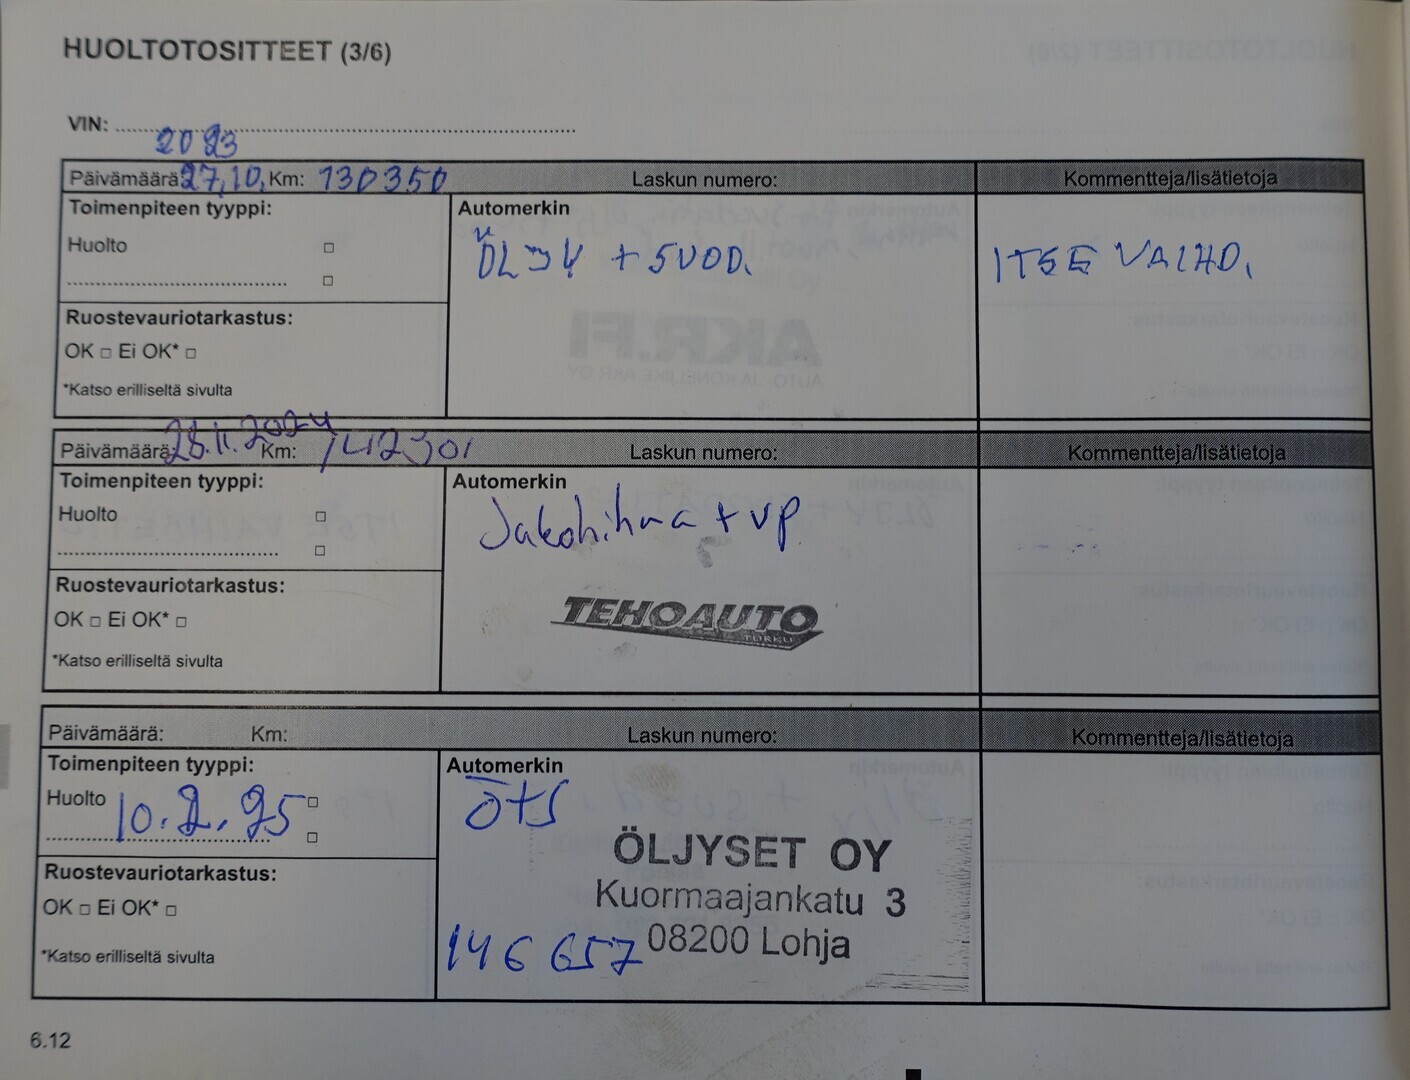 HUOLTOTOSITTEET (3/6)
VIN:
2023
Päivämäärä: 27.10. Km: 130350 Laskun numero: Kommentteja/lisätietoja
Toimenpiteen tyyppi: Automerkin
Huolto
ÖLJY + SUOD. ITSE VAIHD.
Ruostevauriotarkastus:
OK Ei OK*
*Katso erilliseltä sivulta
Päivämäärä 28.11.2024 Km: 142301 Laskun numero: Kommentteja/lisätietoja
Toimenpiteen tyyppi: Automerkin
Huolto
Jakohihna + vp
Ruostevauriotarkastus:
OK Ei OK*
TEHOAUTO
TURKU
*Katso erilliseltä sivulta
Päivämäärä: Km: Laskun numero: Kommentteja/lisätietoja
Toimenpiteen tyyppi: Automerkin
Huolto 10.2.25 öts
ÖLJYSET OY
Ruostevauriotarkastus:
Kuormaajankatu 3
OK Ei OK*
146 657 08200 Lohja
*Katso erilliseltä sivulta
6.12